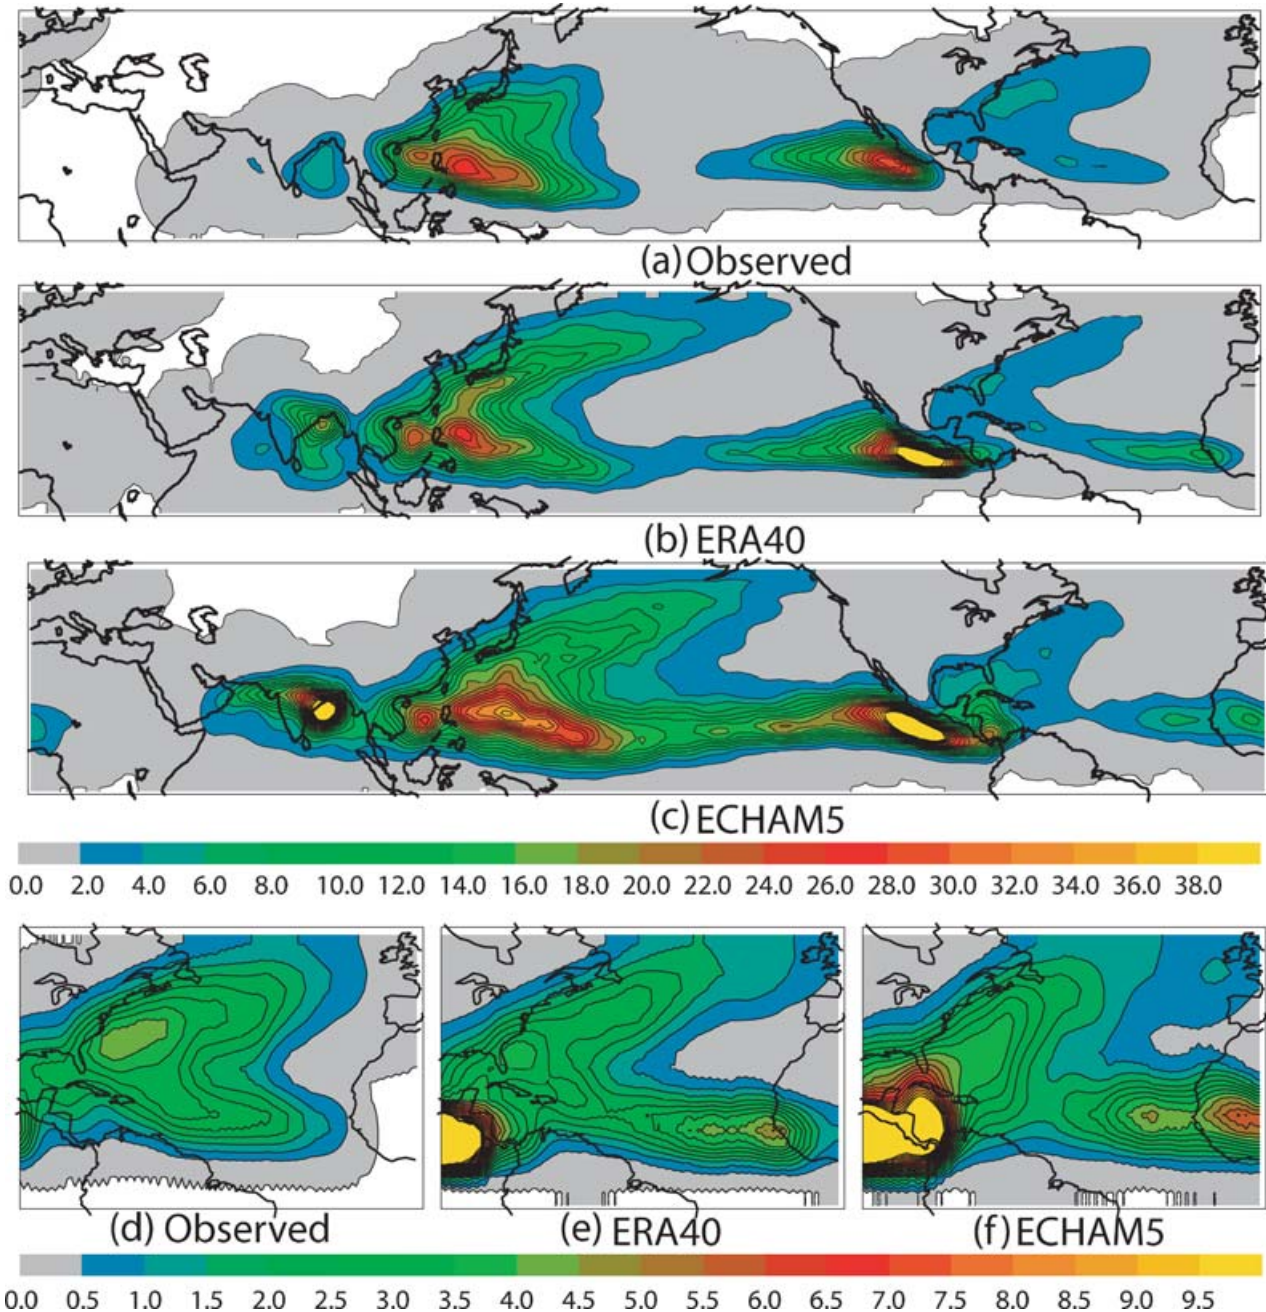 (a) Observed
(b) ERA40
(c) ECHAM5
0.0 2.0 4.0 6.0 8.0 10.0 12.0 14.0 16.0 18.0 20.0 22.0 24.0 26.0 28.0 30.0 32.0 34.0 36.0 38.0
(d) Observed (e) ERA40 (f) ECHAM5
0.0 0.5 1.0 1.5 2.0 2.5 3.0 3.5 4.0 4.5 5.0 5.5 6.0 6.5 7.0 7.5 8.0 8.5 9.0 9.5